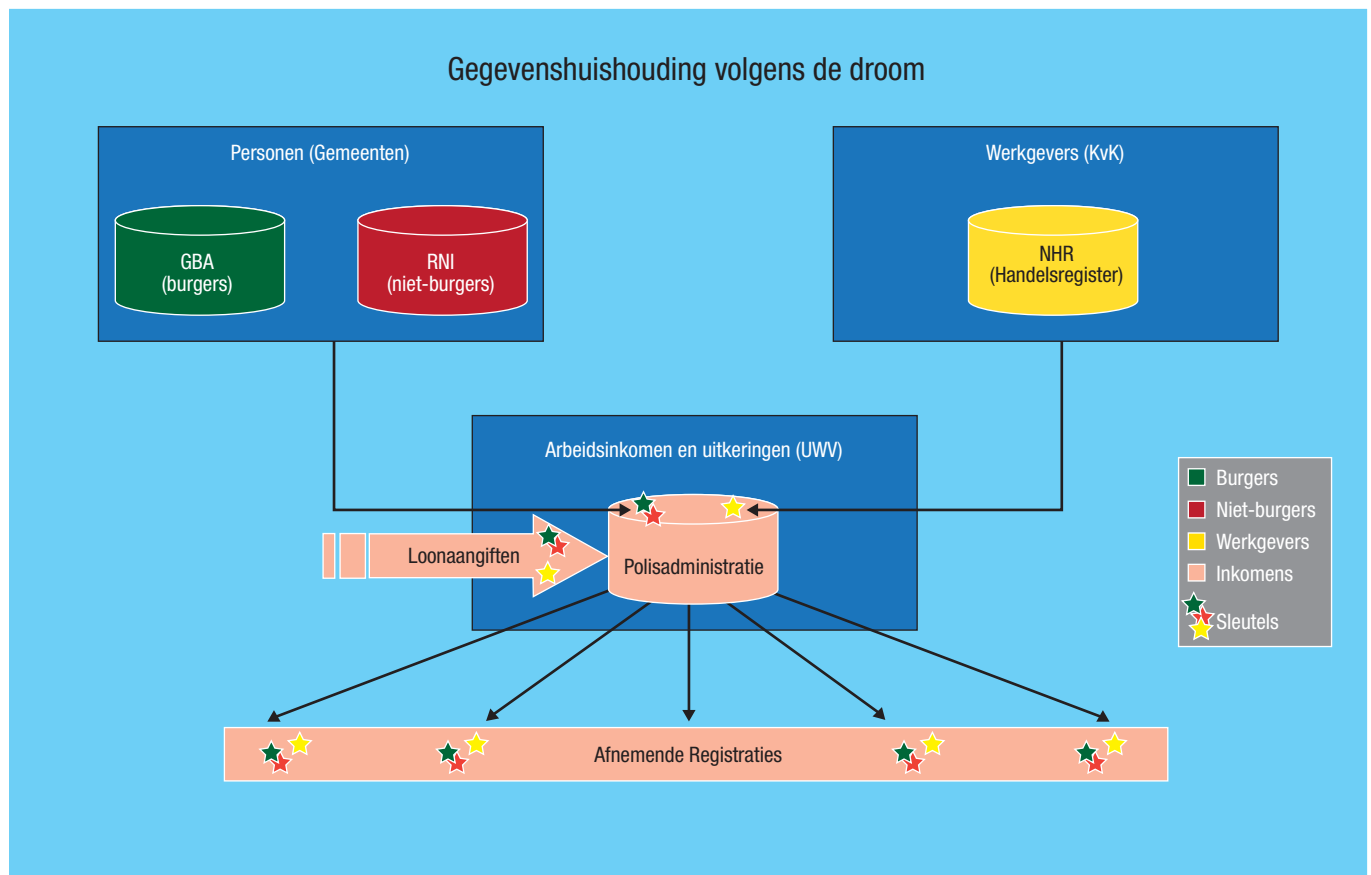 Gegevenshuishouding volgens de droom
Personen (Gemeenten)
GBA
(burgers)
RNI
(niet-burgers)
Werkgevers (KvK)
NHR
(Handelsregister)
Arbeidsinkomen en uitkeringen (UWV)
Loonaangiften
Polisadministratie
Burgers
Niet-burgers
Werkgevers
Inkomens
Sleutels
Afnemende Registraties